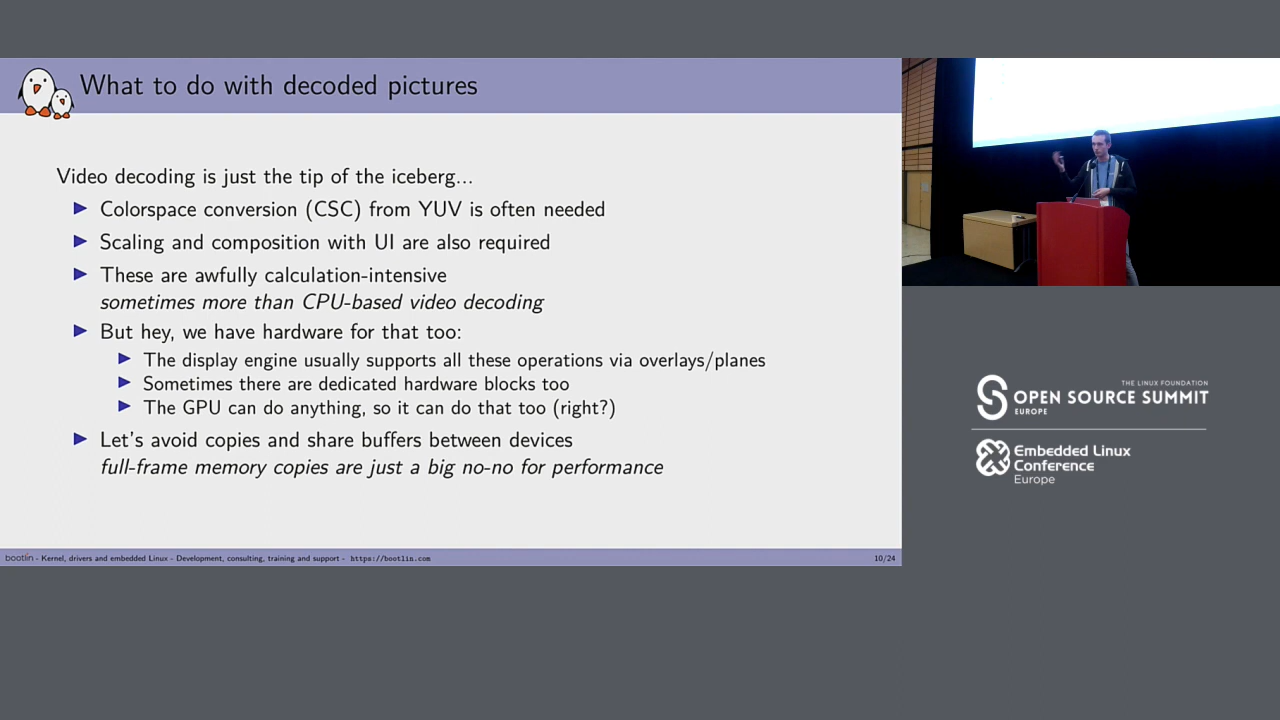 What to do with decoded pictures
Video decoding is just the tip of the iceberg...
Colorspace conversion (CSC) from YUV is often needed
Scaling and composition with UI are also required
These are awfully calculation-intensive
sometimes more than CPU-based video decoding
But hey, we have hardware for that too:
The display engine usually supports all these operations via overlays/planes
Sometimes there are dedicated hardware blocks too
The GPU can do anything, so it can do that too (right?)
Let's avoid copies and share buffers between devices
full-frame memory copies are just a big no-no for performance
bootlin - Kernel, drivers and embedded Linux - Development, consulting, training and support - https://bootlin.com
10/24
THE LINUX FOUNDATION
OPEN SOURCE SUMMIT
EUROPE
Embedded Linux
Conference
Europe